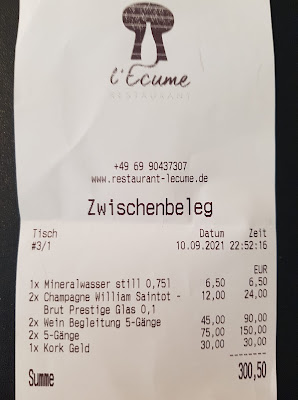 l'Ecume
RESTAURANT
+49 69 90437307
www.restaurant-lecume.de
Zwischenbeleg
Tisch Datum Zeit
#3/1 10.09.2021 22:52:16
EUR
1x Mineralwasser still 0,75l 6,50 6,50
2x Champagne William Saintot - 12,00 24,00
Brut Prestige Glas 0,1
2x Wein Begleitung 5-Gänge 45,00 90,00
2x 5-Gänge 75,00 150,00
1x Kork Geld 30,00 30,00
Summe 300,50